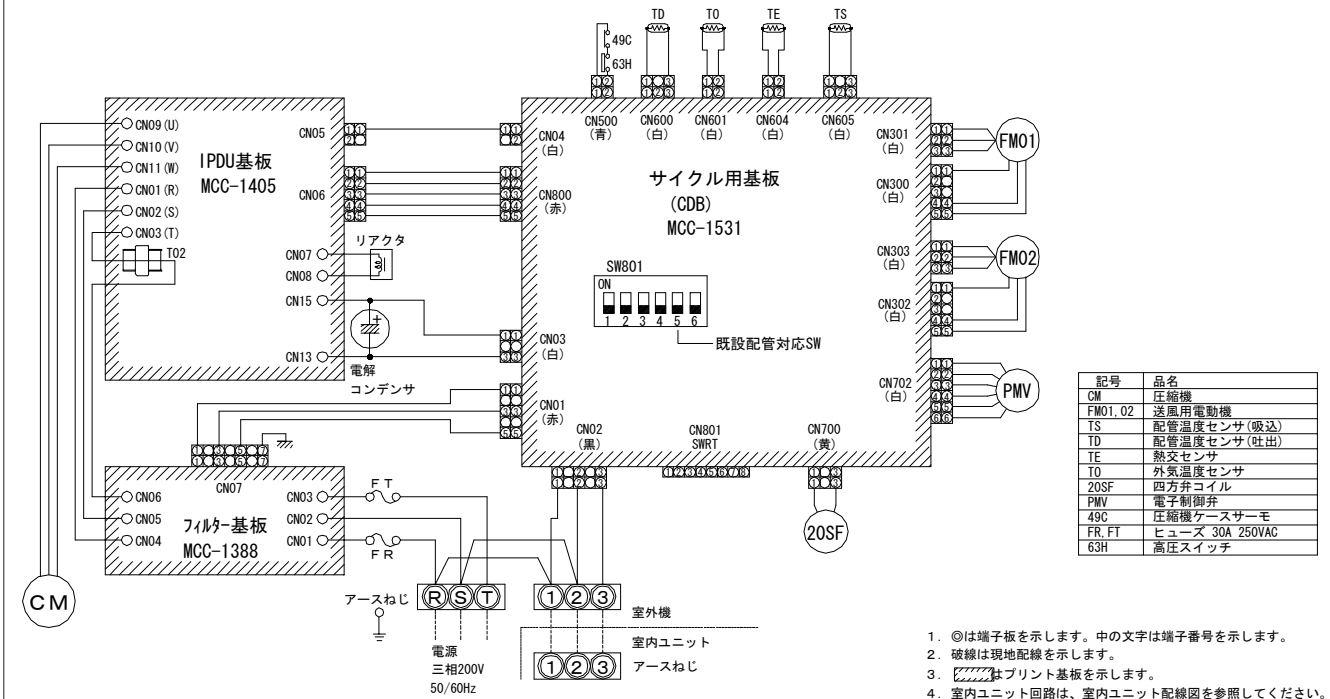 TD
TO
TE
TS
49C
63H
①②
①②
①◯③
①②③
①②
①②
①②
①②
①◯③
①②③
CN500
(青)
CN600
(白)
CN601
(白)
CN604
(白)
CN605
(白)
CN09(U)
CN10(V)
CN11(W)
CN01(R)
CN02(S)
CN03(T)
T02
IPDU基板
MCC-1405
CN05
CN06
CN07
CN08
CN15
CN13
リアクタ
+
電解
コンデンサ
CN04
(白)
CN800
(赤)
CN03
(白)
CN01
(赤)
CN02
(黒)
サイクル用基板
(CDB)
MCC-1531
SW801
ON
1 2 3 4 5 6
既設配管対応SW
CN801
SWRT
①②③④⑤⑥⑦⑧
CN700
(黄)
20SF
CN301
(白)
CN300
(白)
CN303
(白)
CN302
(白)
CN702
(白)
FM01
FM02
PMV
CN07
CN06
CN05
CN04
フィルター基板
MCC-1388
CN03
CN02
CN01
FT
FR
CM
アースねじ
R S T
電源
三相200V
50/60Hz
① ② ③
室外機
室内ユニット
① ② ③
アースねじ
記号 品名
CM 圧縮機
FM01,02 送風用電動機
TS 配管温度センサ(吸込)
TD 配管温度センサ(吐出)
TE 熱交センサ
TO 外気温度センサ
20SF 四方弁コイル
PMV 電子制御弁
49C 圧縮機ケースサーモ
FR,FT ヒューズ 30A 250VAC
63H 高圧スイッチ
1. ◎は端子板を示します。中の文字は端子番号を示します。
2. 破線は現地配線を示します。
3. はプリント基板を示します。
4. 室内ユニット回路は、室内ユニット配線図を参照してください。